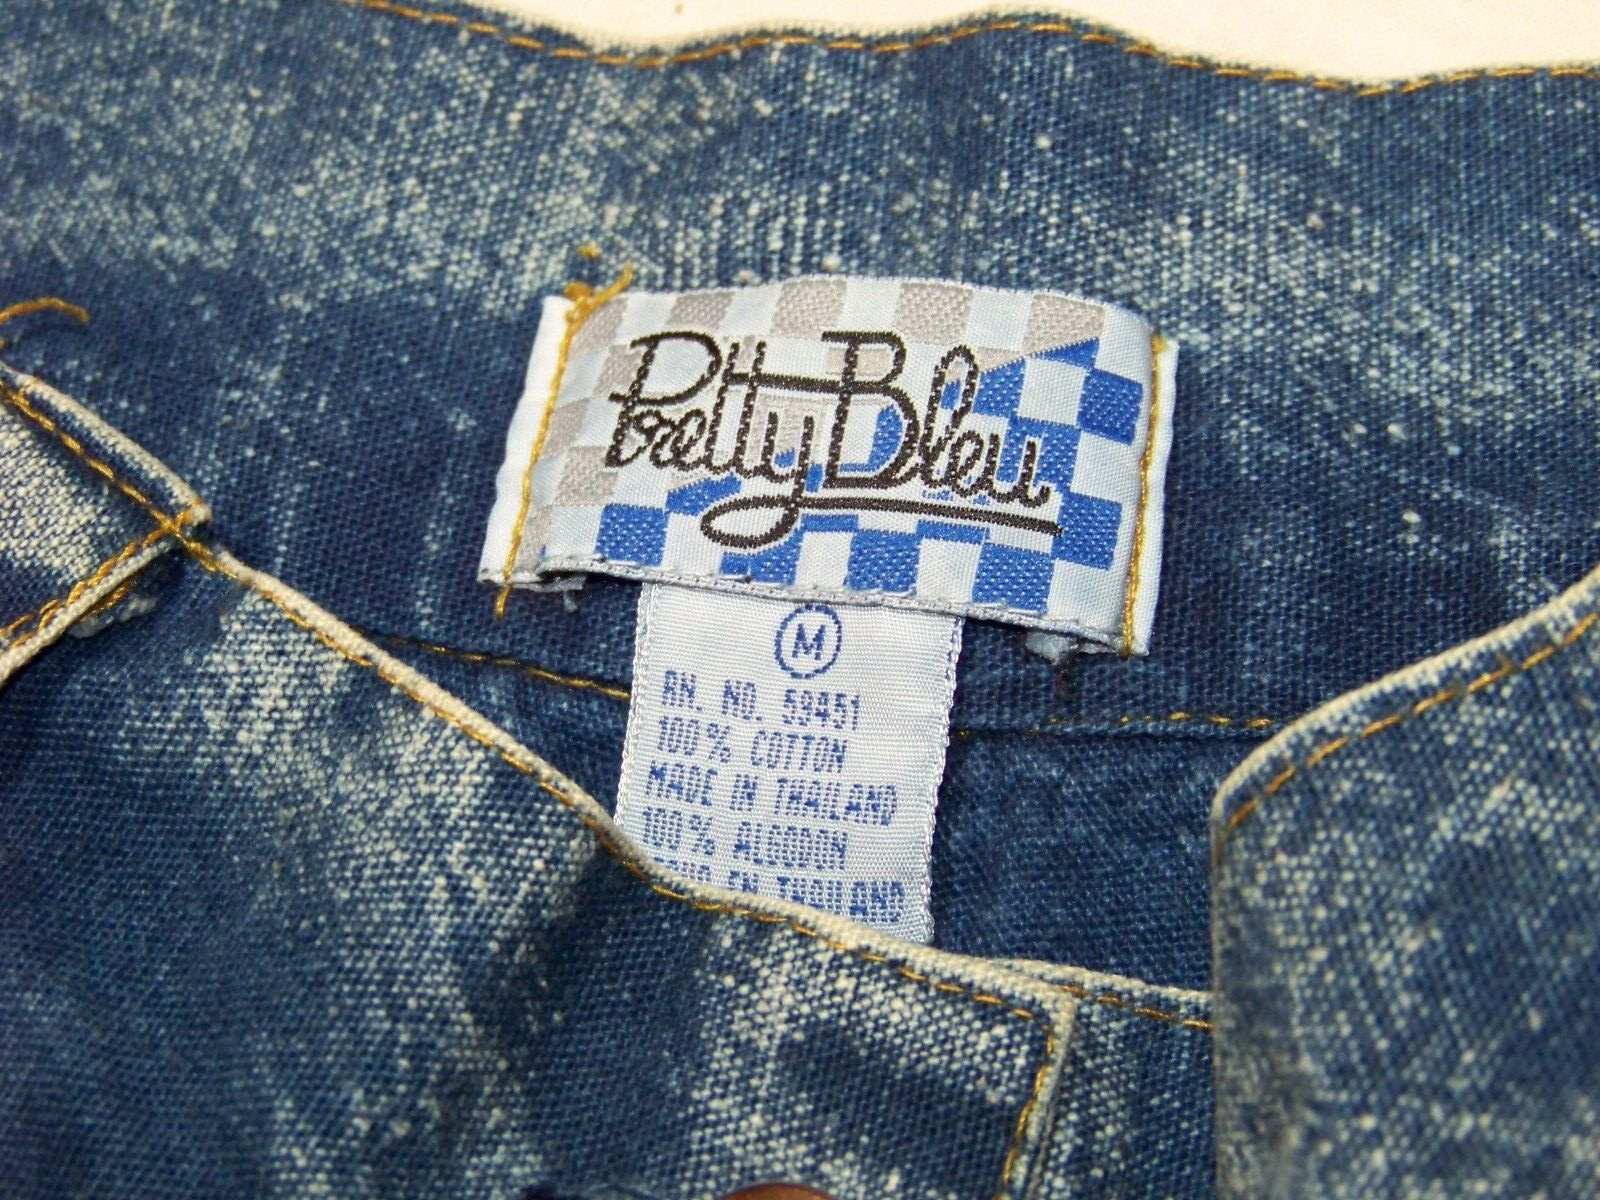 Pretty Bleu
M
RN. NO. 59451
100% COTTON
MADE IN THAILAND
100% ALGODON
EN THAILAND